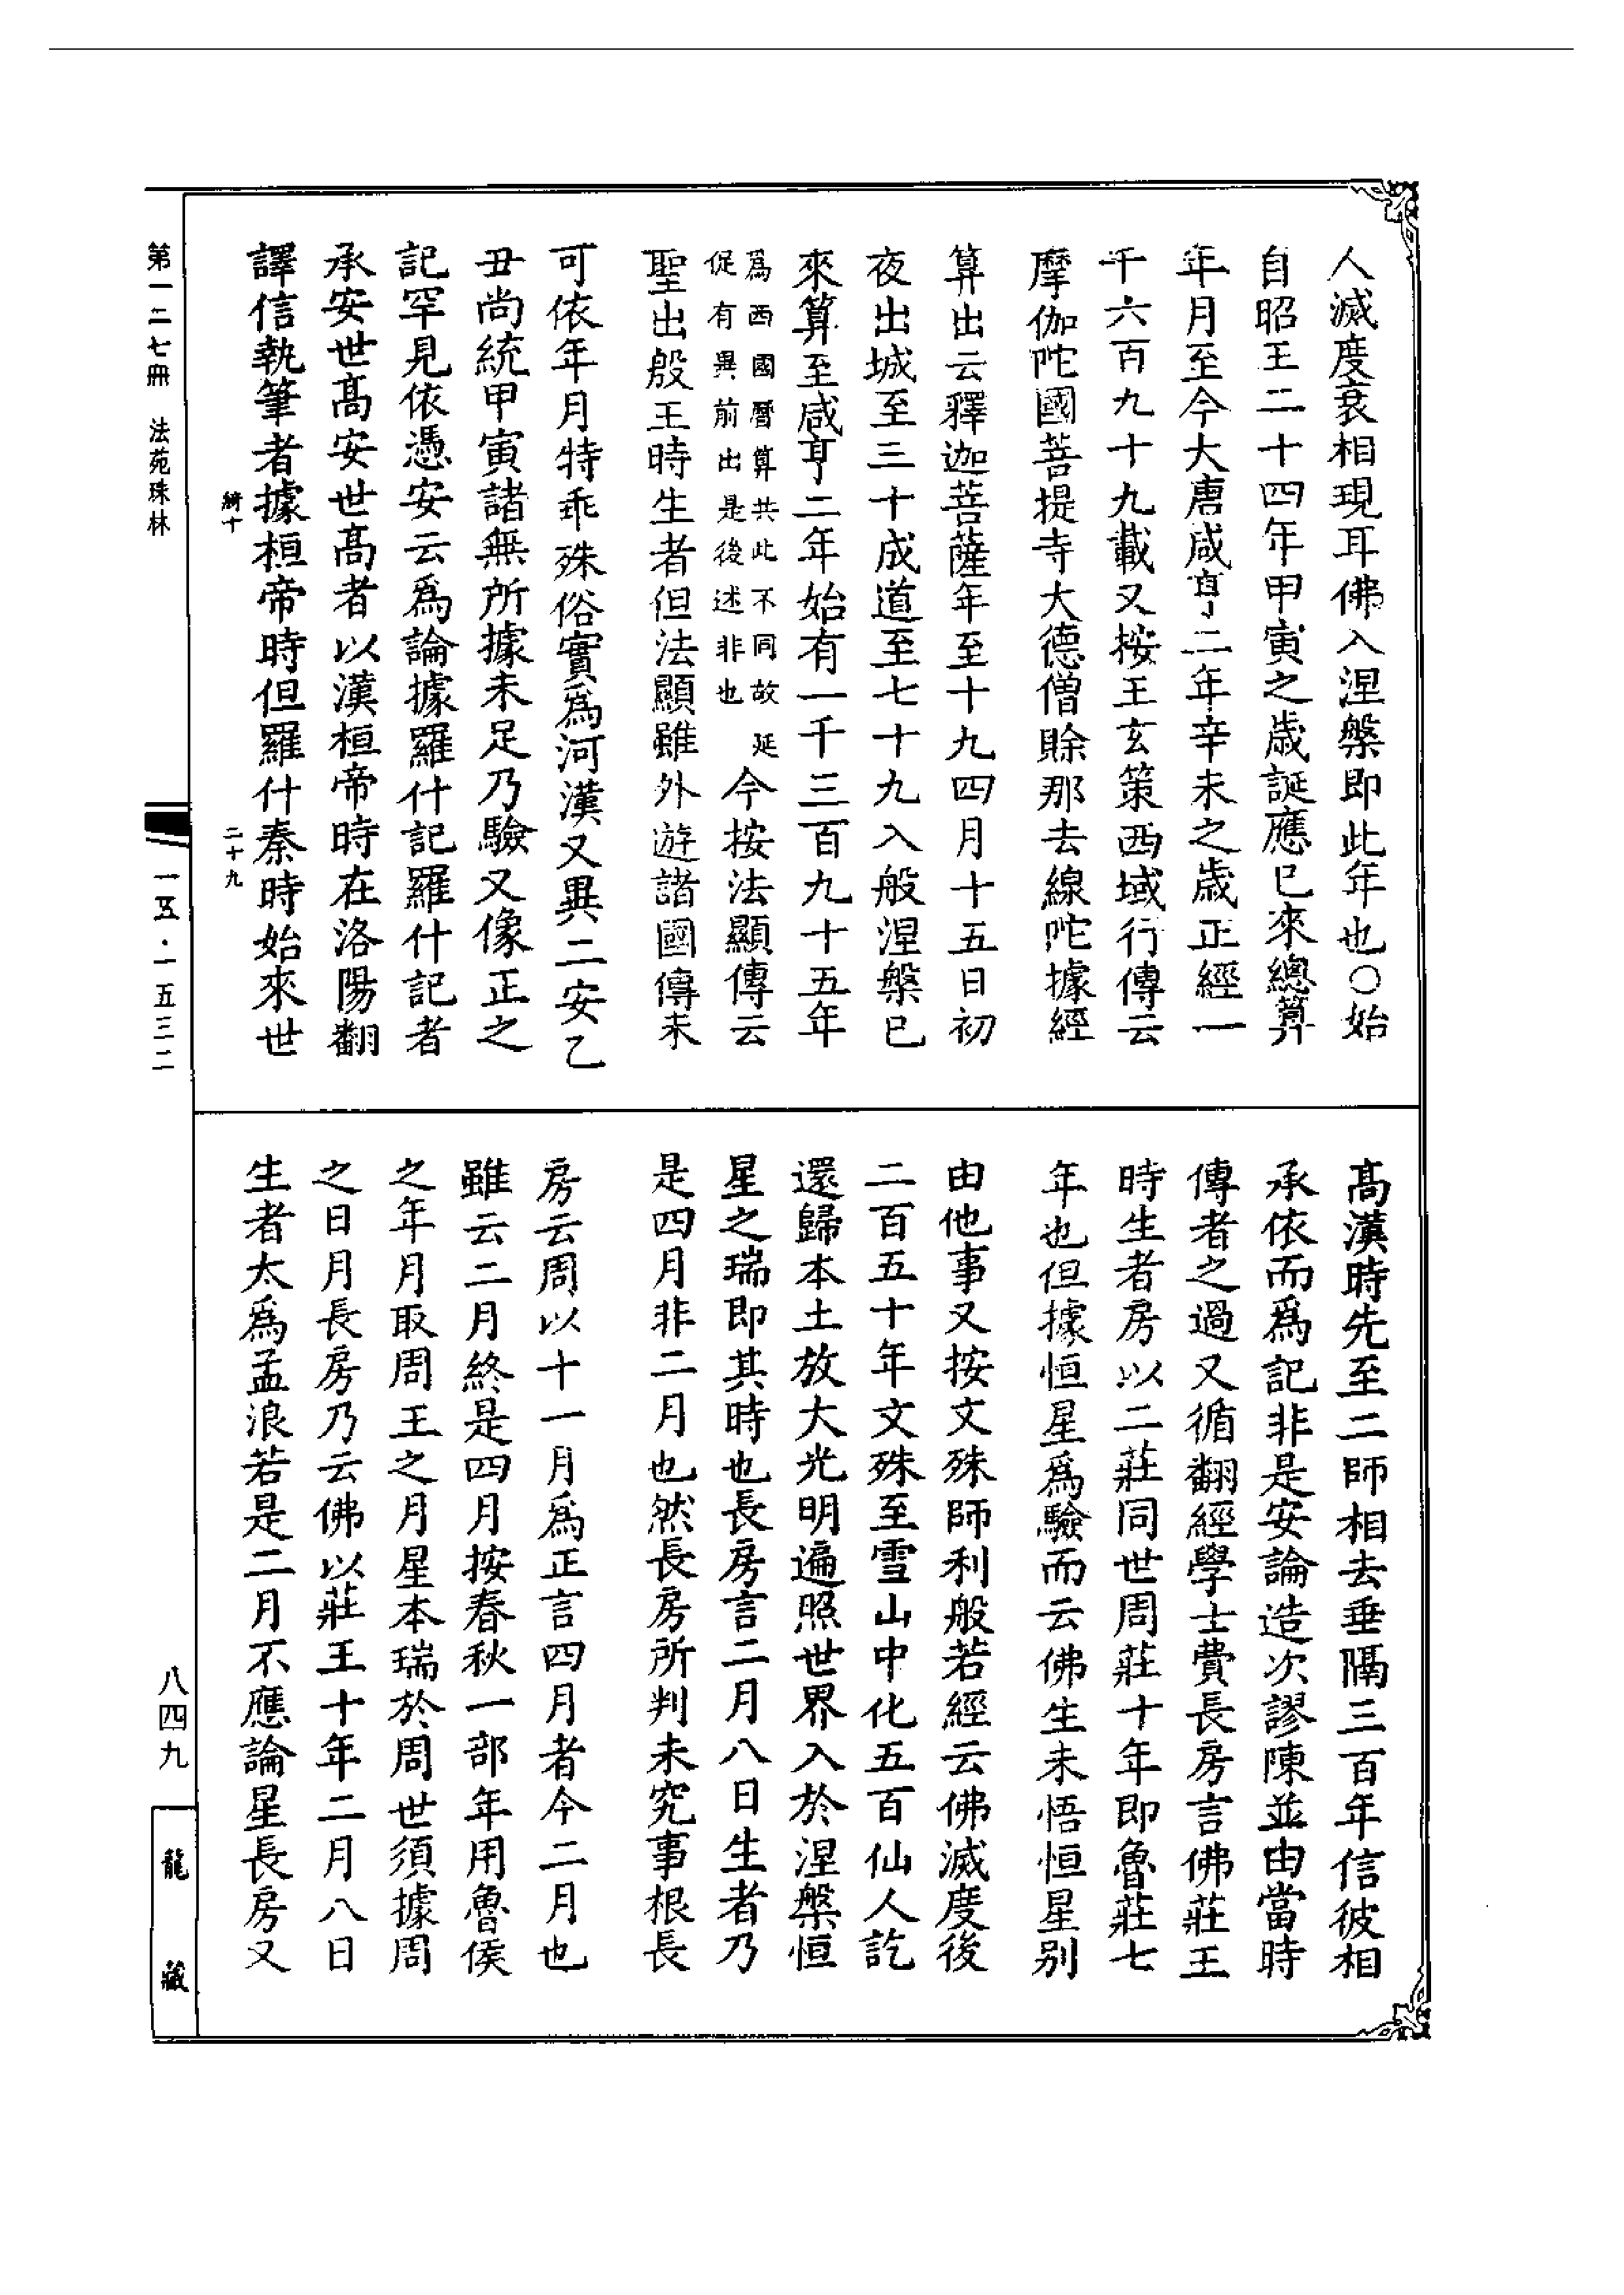 人滅度衰相現耳佛入涅槃即此年也○始
自昭王二十四年甲寅之歲誕應已來總算
年月至今大唐咸亨二年辛未之歲正經一
千六百九十九載又按王玄策西域行傳云
摩伽陀國菩提寺大德僧賒那去線陀據經
算出云釋迦菩薩年至十九四月十五日初
夜出城至三十成道至七十九入般涅槃已
來算至咸亨二年始有一千三百九十五年
爲西國曆算共此不同故延
促有異前出是後述非也
今按法顯傳云
聖出殷王時生者但法顯雖外遊諸國傳未
可依年月特乖殊俗實爲河漢又異二安乙
丑尚統甲寅諸無所據未足乃驗又像正之
記罕見依憑安云爲論據羅什記羅什記者
承安世高安世高者以漢桓帝時在洛陽翻
譯信執筆者據桓帝時但羅什秦時始來世
綺十
二十九
高漢時先至二師相去垂隔三百年信彼相
承依而爲記非是安論造次謬陳並由當時
傳者之過又循翻經學士費長房言佛莊王
時生者房以二莊同世周莊十年即魯莊七
年也但據恒星爲驗而云佛生未悟恒星别
由他事又按文殊師利般若經云佛滅度後
二百五十年文殊至雪山中化五百仙人訖
還歸本土放大光明遍照世界入於涅槃恒
星之瑞即其時也長房言二月八日生者乃
是四月非二月也然長房所判未究事根長
房云周以十一月爲正言四月者今二月也
雖云二月終是四月按春秋一部年用魯侯
之年月取周王之月星本瑞於周世須據周
之日月長房乃云佛以莊王十年二月八日
生者太爲孟浪若是二月不應論星長房又
第一二七冊 法苑珠林
一五·一五三二
八四九
龍藏